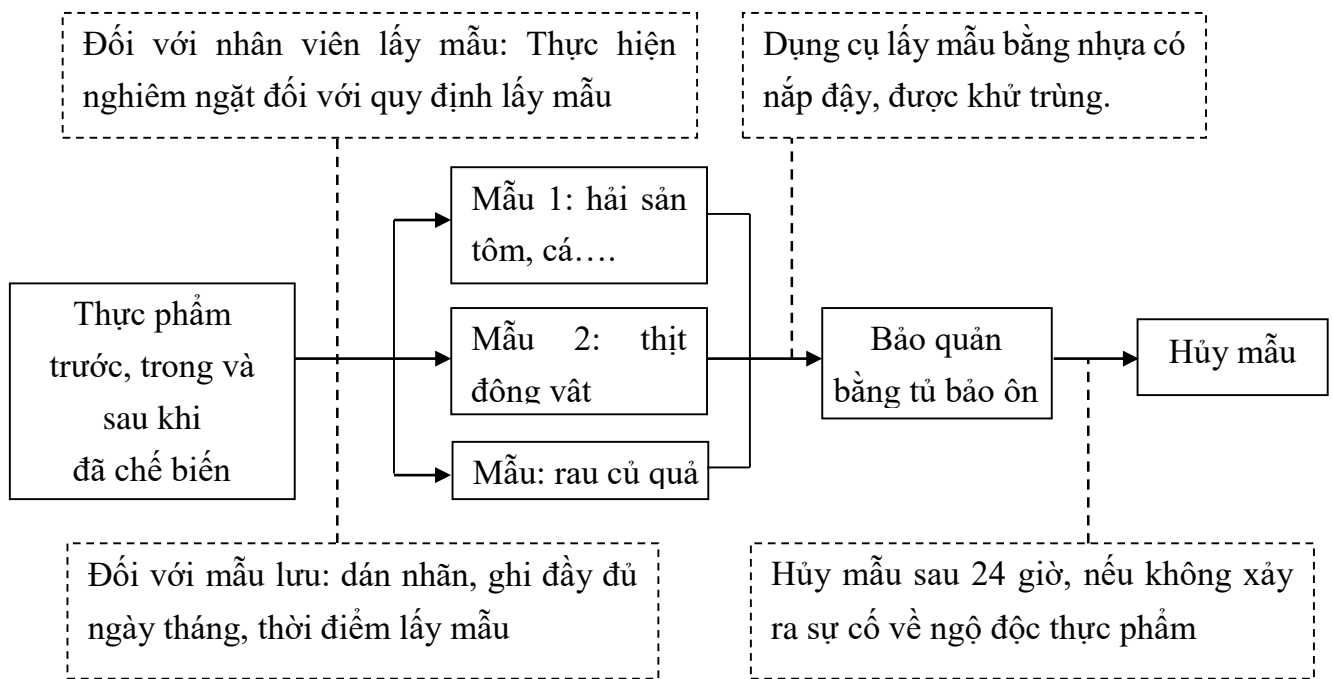 Đối với nhân viên lấy mẫu: Thực hiện
nghiêm ngặt đối với quy định lấy mẫu
Dụng cụ lấy mẫu bằng nhựa có
nắp đậy, được khử trùng.
Mẫu 1: hải sản
tôm, cá….
Thực phẩm
trước, trong và
sau khi
đã chế biến
Mẫu 2: thịt
động vật
Mẫu: rau củ quả
Bảo quản
bằng tủ bảo ôn
Hủy mẫu
Đối với mẫu lưu: dán nhãn, ghi đầy đủ
ngày tháng, thời điểm lấy mẫu
Hủy mẫu sau 24 giờ, nếu không xảy
ra sự cố về ngộ độc thực phẩm